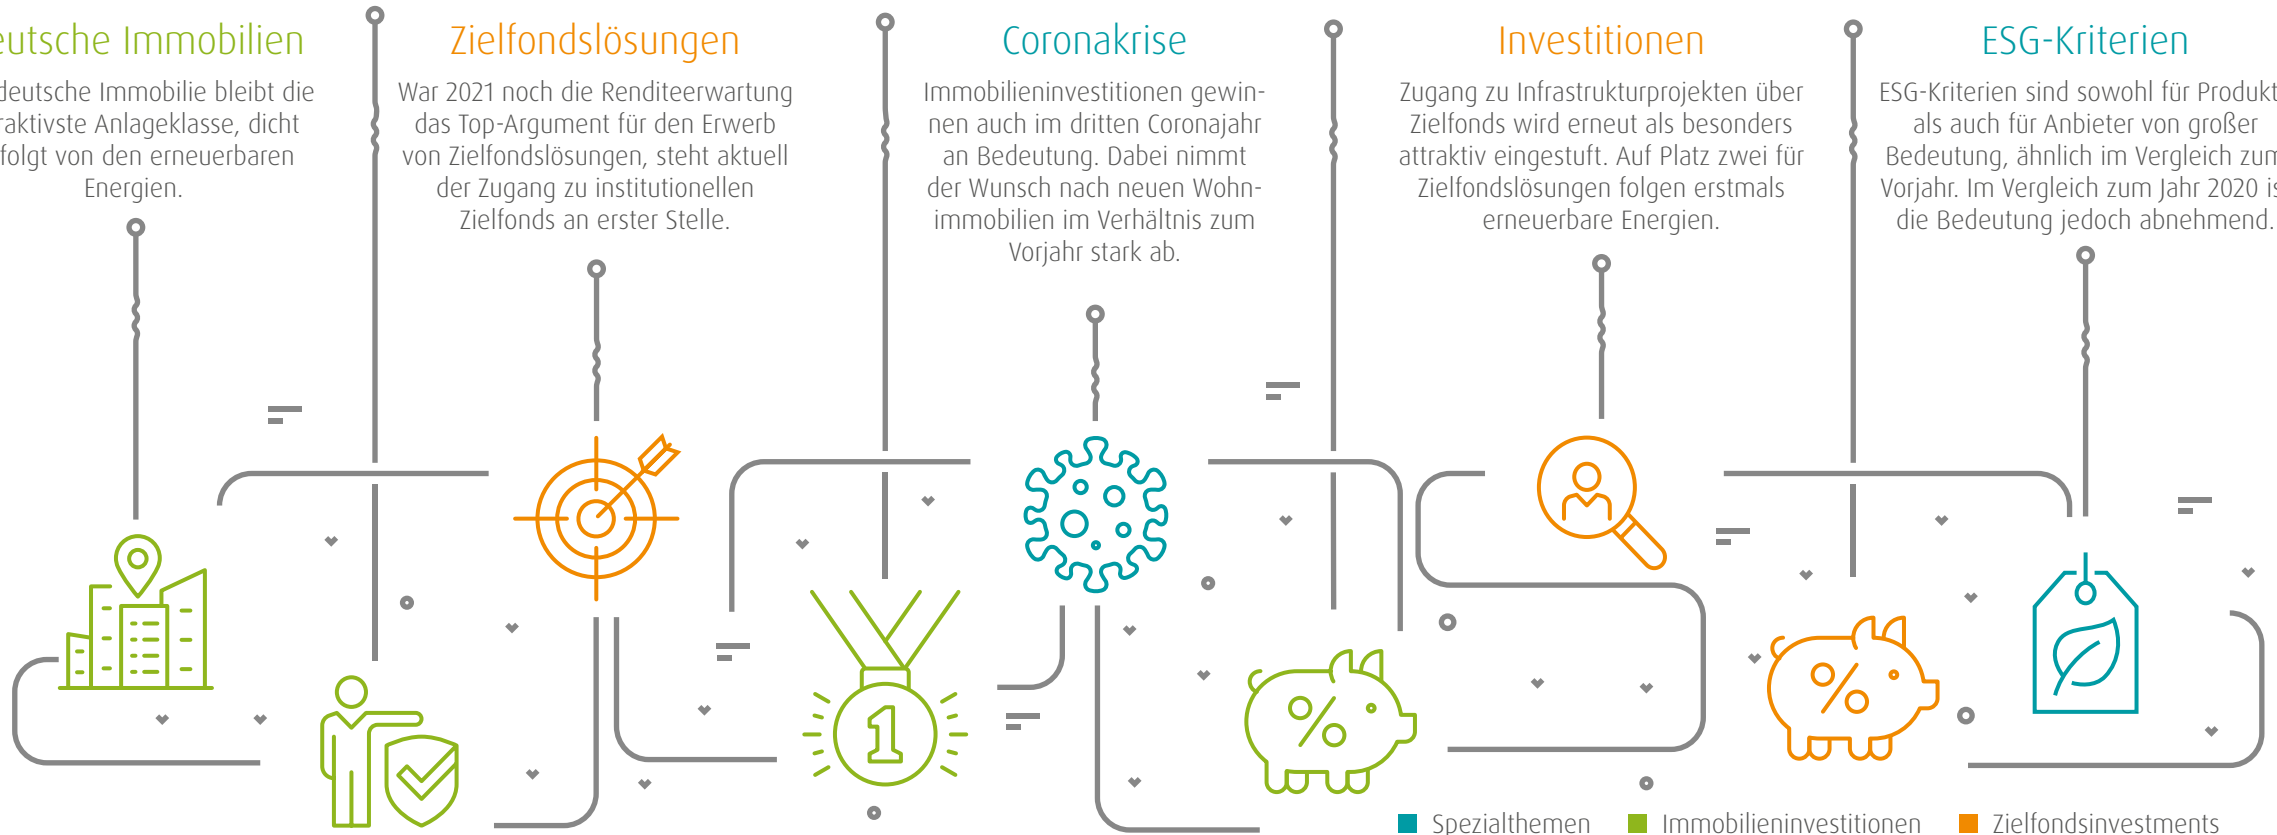 eutsche Immobilien
deutsche Immobilie bleibt die
raktivste Anlageklasse, dicht
folgt von den erneuerbaren
Energien.
Zielfondslösungen
War 2021 noch die Renditeerwartung
das Top-Argument für den Erwerb
von Zielfondslösungen, steht aktuell
der Zugang zu institutionellen
Zielfonds an erster Stelle.
Coronakrise
Immobilieninvestitionen gewin-
nen auch im dritten Coronajahr
an Bedeutung. Dabei nimmt
der Wunsch nach neuen Wohn-
immobilien im Verhältnis zum
Vorjahr stark ab.
Investitionen
Zugang zu Infrastrukturprojekten über
Zielfonds wird erneut als besonders
attraktiv eingestuft. Auf Platz zwei für
Zielfondslösungen folgen erstmals
erneuerbare Energien.
ESG-Kriterien
ESG-Kriterien sind sowohl für Produkt
als auch für Anbieter von großer
Bedeutung, ähnlich im Vergleich zum
Vorjahr. Im Vergleich zum Jahr 2020 is
die Bedeutung jedoch abnehmend.
1
%
%
Spezialthemen
Immobilieninvestitionen
Zielfondsinvestments